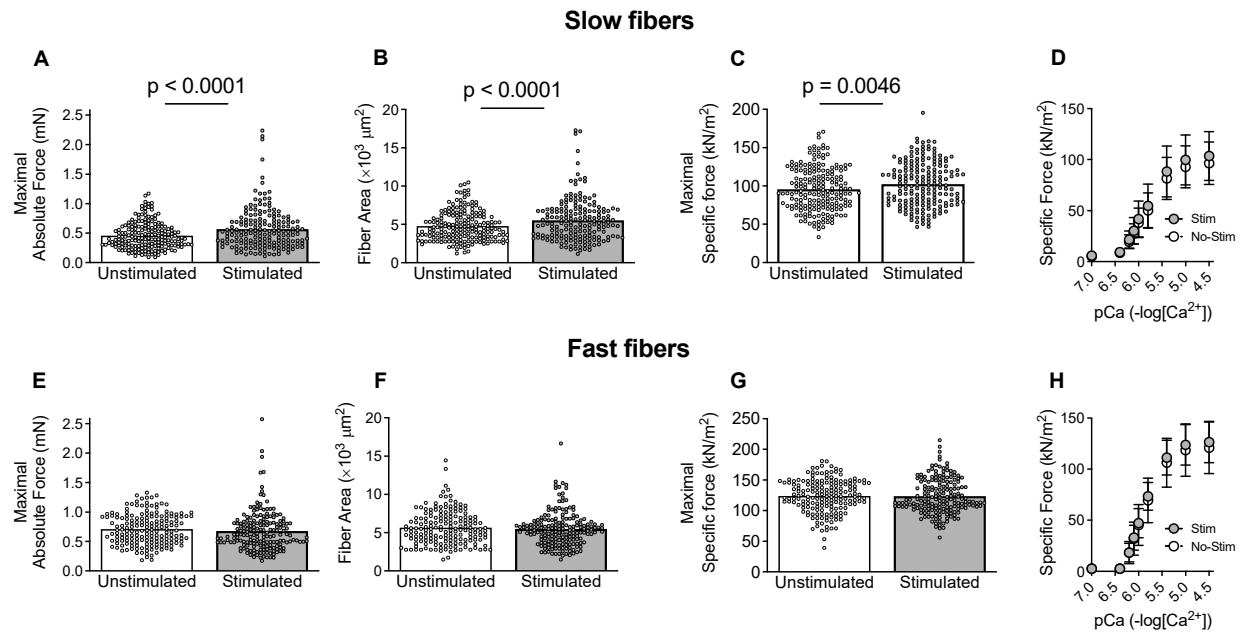 Slow fibers
A
p < 0.0001
Maximal
Absolute Force (mN)
2.5
2.0
1.5
1.0
0.5
0.0
Unstimulated
Stimulated
B
p < 0.0001
Fiber Area (×10³ μm²)
20
15
10
5
0
Unstimulated
Stimulated
C
p = 0.0046
Maximal
Specific force (kN/m²)
200
150
100
50
0
Unstimulated
Stimulated
D
Specific Force (kN/m²)
150
100
50
0
Stim
No-Stim
7.0
6.5
6.0
5.5
5.0
4.5
pCa (-log[Ca²⁺])
Fast fibers
E
Maximal
Absolute Force (mN)
2.5
2.0
1.5
1.0
0.5
0.0
Unstimulated
Stimulated
F
Fiber Area (×10³ μm²)
20
15
10
5
0
Unstimulated
Stimulated
G
Maximal
Specific force (kN/m²)
250
200
150
100
50
0
Unstimulated
Stimulated
H
Specific Force (kN/m²)
150
100
50
0
Stim
No-Stim
7.0
6.5
6.0
5.5
5.0
4.5
pCa (-log[Ca²⁺])